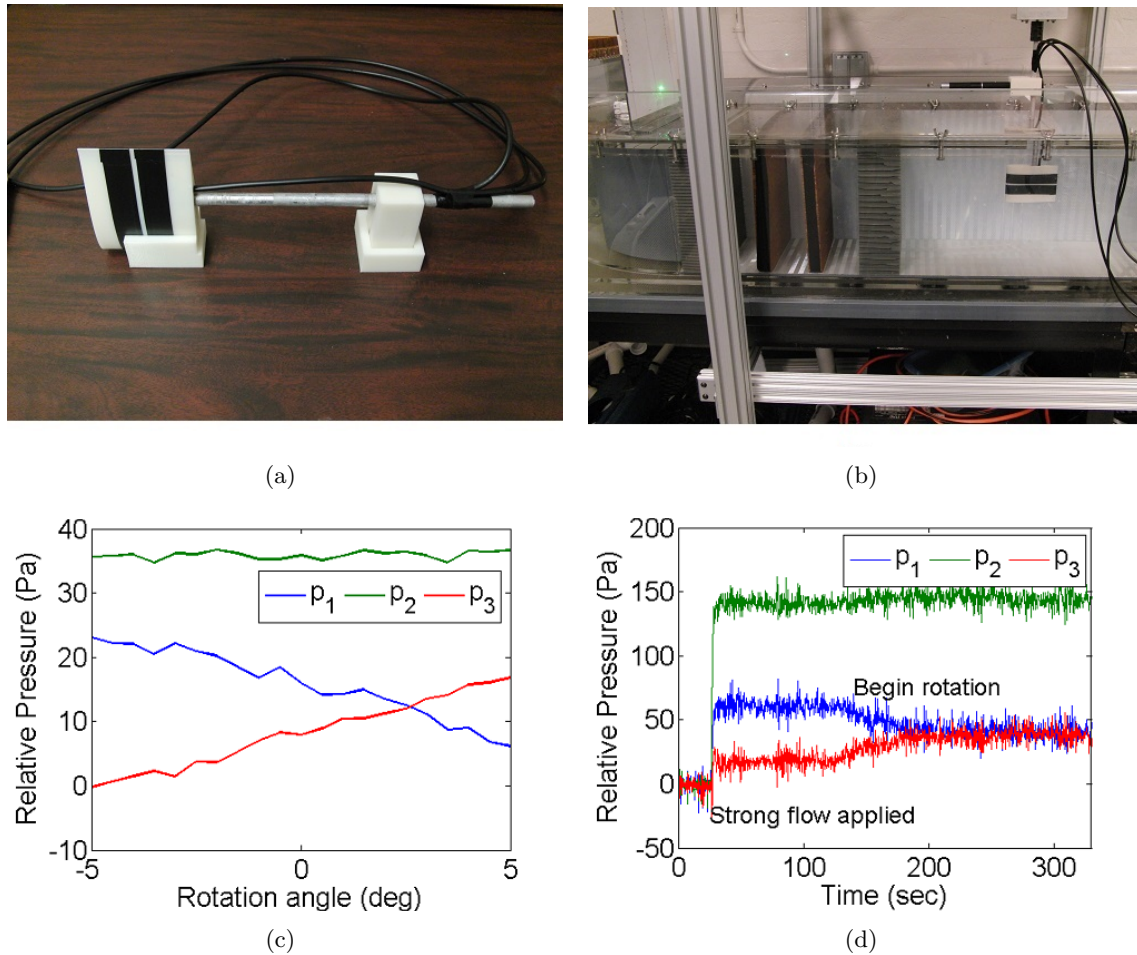 (a)
(b)
40
30
20
10
0
-10
Relative Pressure (Pa)
p1 p2 p3
-5 0 5
Rotation angle (deg)
(c)
200
150
100
50
0
-50
Relative Pressure (Pa)
p1 p2 p3
Begin rotation
Strong flow applied
0 100 200 300
Time (sec)
(d)